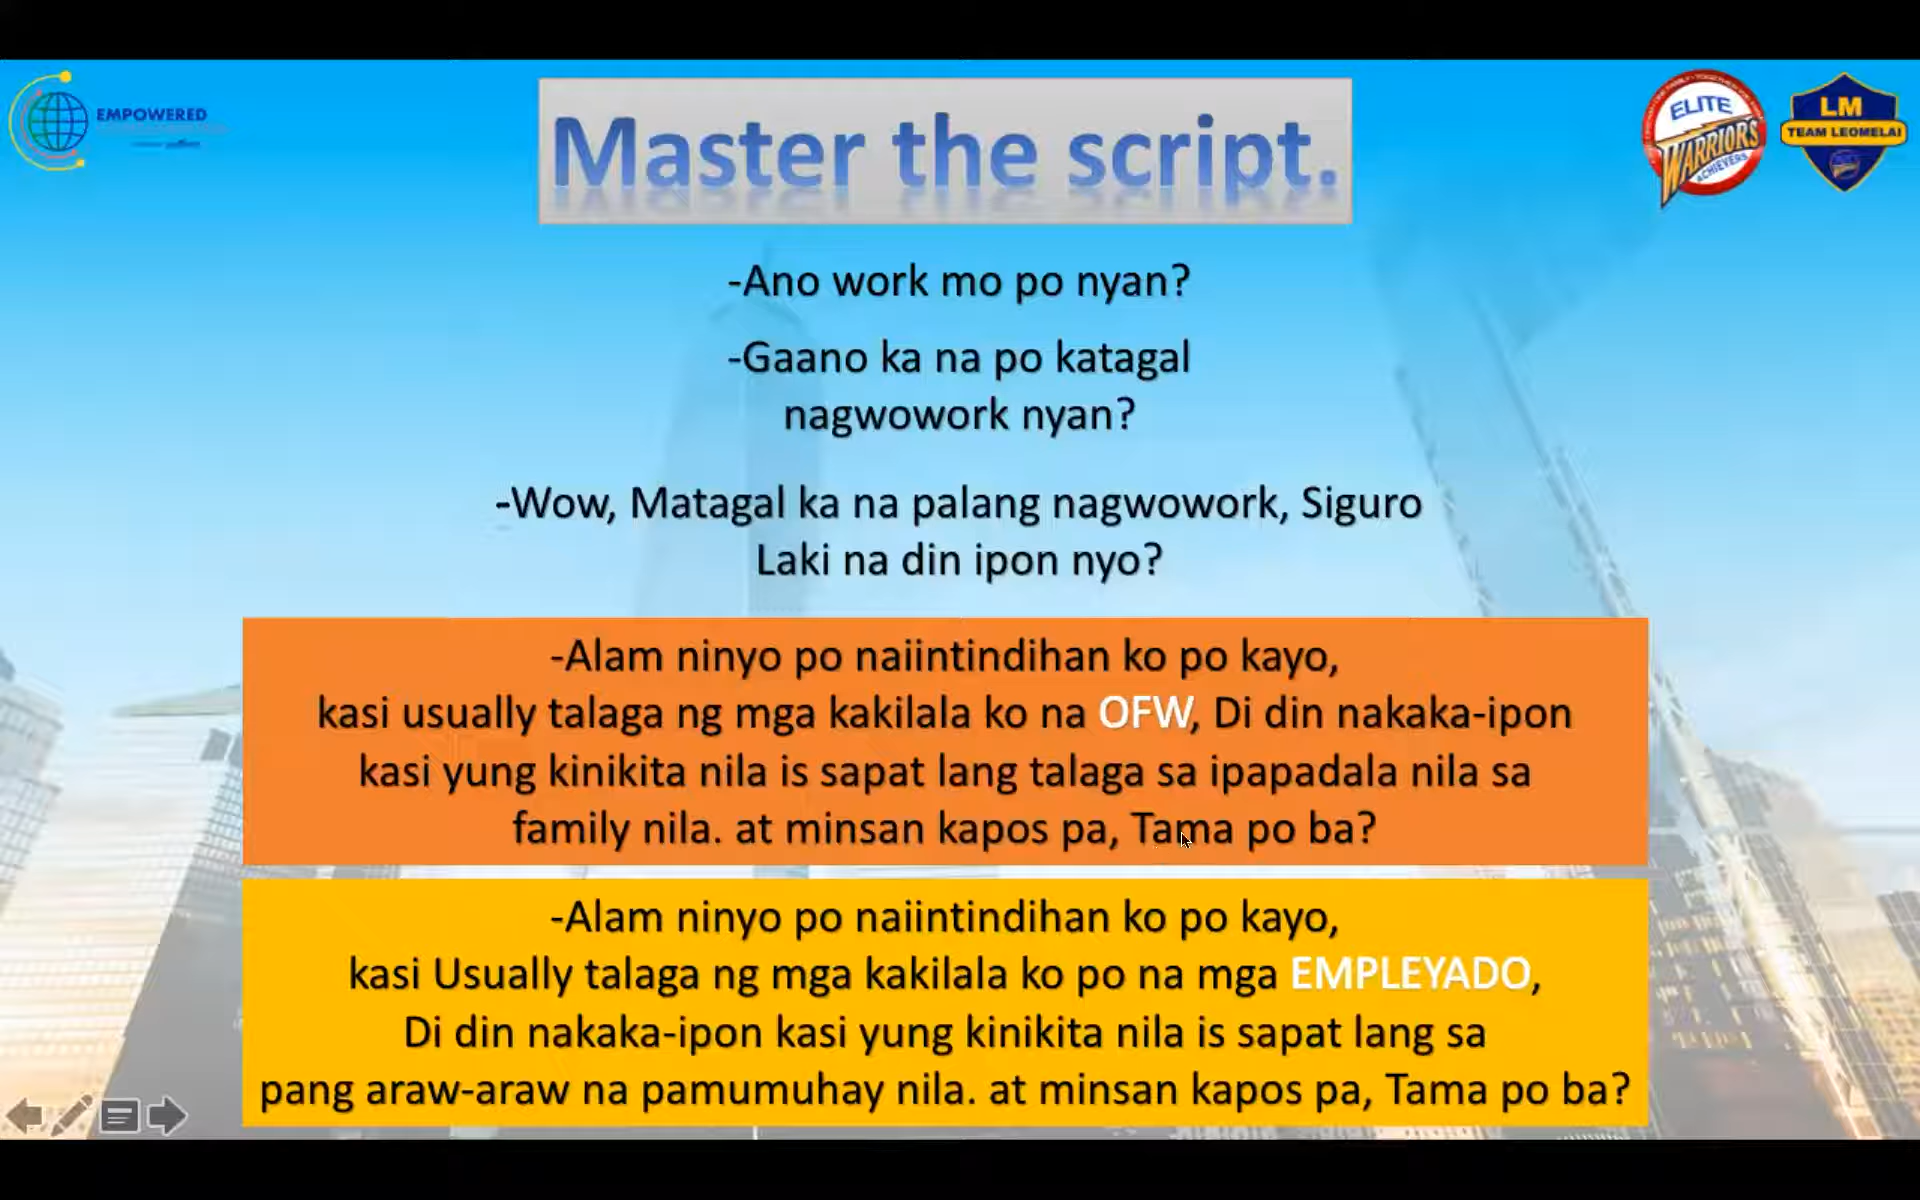 EMPOWERED
ELITE
WARRIORS
ACHIEVERS
LM
TEAM LEOMELAI
Master the script.
-Ano work mo po nyan?
-Gaano ka na po katagal
nagwowork nyan?
-Wow, Matagal ka na palang nagwowork, Siguro
Laki na din ipon nyo?
-Alam ninyo po naiintindihan ko po kayo,
kasi usually talaga ng mga kakilala ko na OFW, Di din nakaka-ipon
kasi yung kinikita nila is sapat lang talaga sa ipapadala nila sa
family nila. at minsan kapos pa, Tama po ba?
-Alam ninyo po naiintindihan ko po kayo,
kasi Usually talaga ng mga kakilala ko po na mga EMPLEYADO,
Di din nakaka-ipon kasi yung kinikita nila is sapat lang sa
pang araw-araw na pamumuhay nila. at minsan kapos pa, Tama po ba?